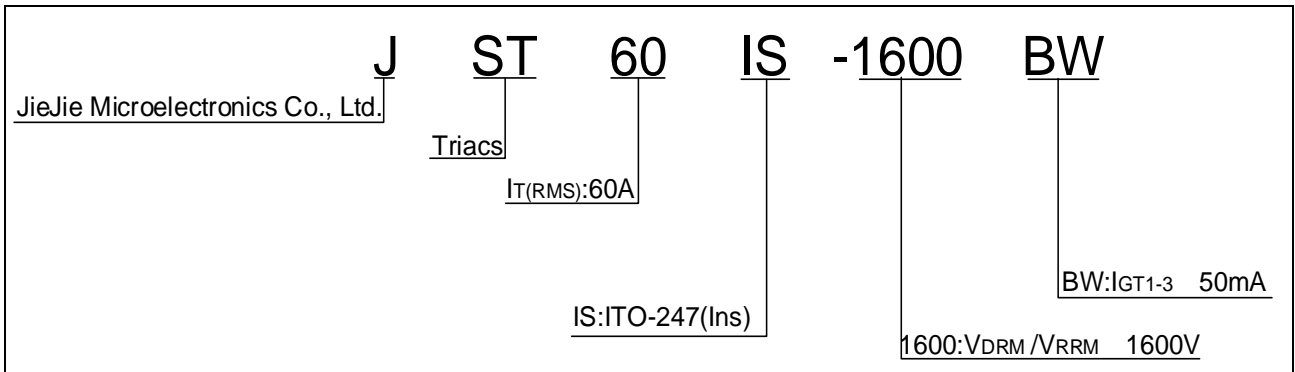 J ST 60 IS -1600 BW
JieJie Microelectronics Co., Ltd.
Triacs
IT(RMS):60A
BW:IGT1-3 50mA
IS:ITO-247(Ins)
1600:VDRM /VRRM 1600V